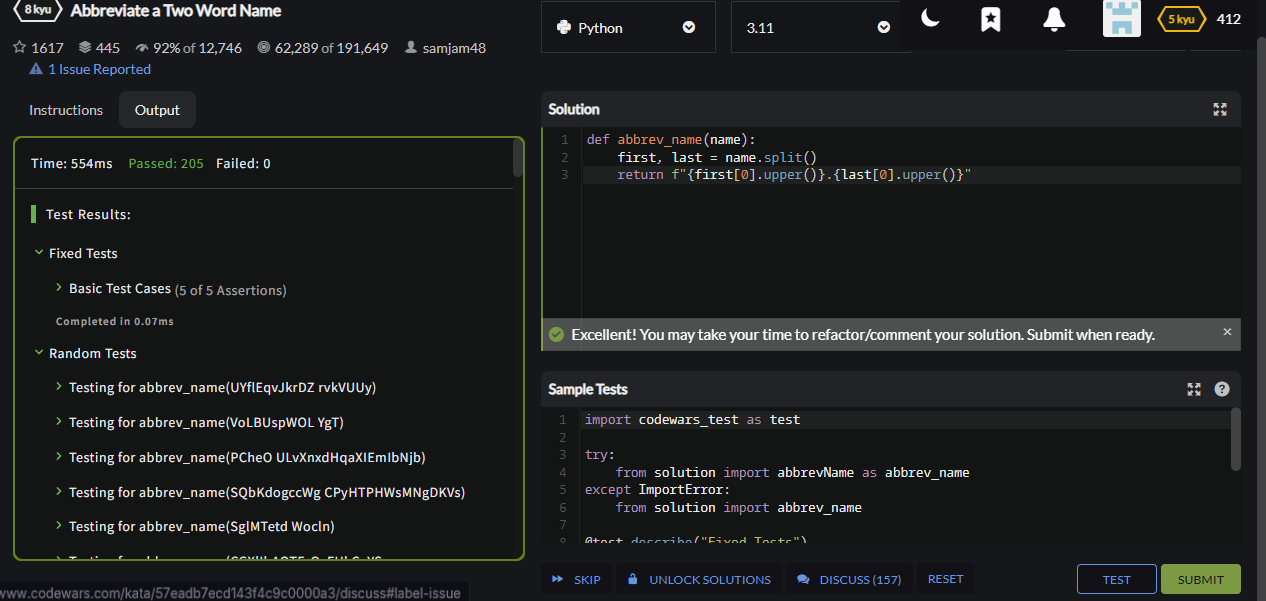 8 kyu Abbreviate a Two Word Name
1617 445 92% of 12,746 62,289 of 191,649 samjam48
1 Issue Reported
Python
3.11
5 kyu 412
Instructions Output
Time: 554ms Passed: 205 Failed: 0
Test Results:
Fixed Tests
Basic Test Cases (5 of 5 Assertions)
Completed in 0.07ms
Random Tests
Testing for abbrev_name(UYflEqvJkrDZ rvkVUUy)
Testing for abbrev_name(VoLBUspWOL YgT)
Testing for abbrev_name(PCheO ULvXnxdHqaXIEmIbNjb)
Testing for abbrev_name(SQbKdogccWg CPyHTPHWsMNgDKVs)
Testing for abbrev_name(SglMTetd Wocln)
www.codewars.com/kata/57eadb7ecd143f4c9c0000a3/discuss#label-issue
Solution
1 def abbrev_name(name):
2 first, last = name.split()
3 return f"{first[0].upper()}.{last[0].upper()}"
Excellent! You may take your time to refactor/comment your solution. Submit when ready.
Sample Tests
1 import codewars_test as test
2
3 try:
4 from solution import abbrevName as abbrev_name
5 except ImportError:
6 from solution import abbrev_name
7
8 @test.describe("Fixed Tests")
SKIP UNLOCK SOLUTIONS DISCUSS (157) RESET TEST SUBMIT